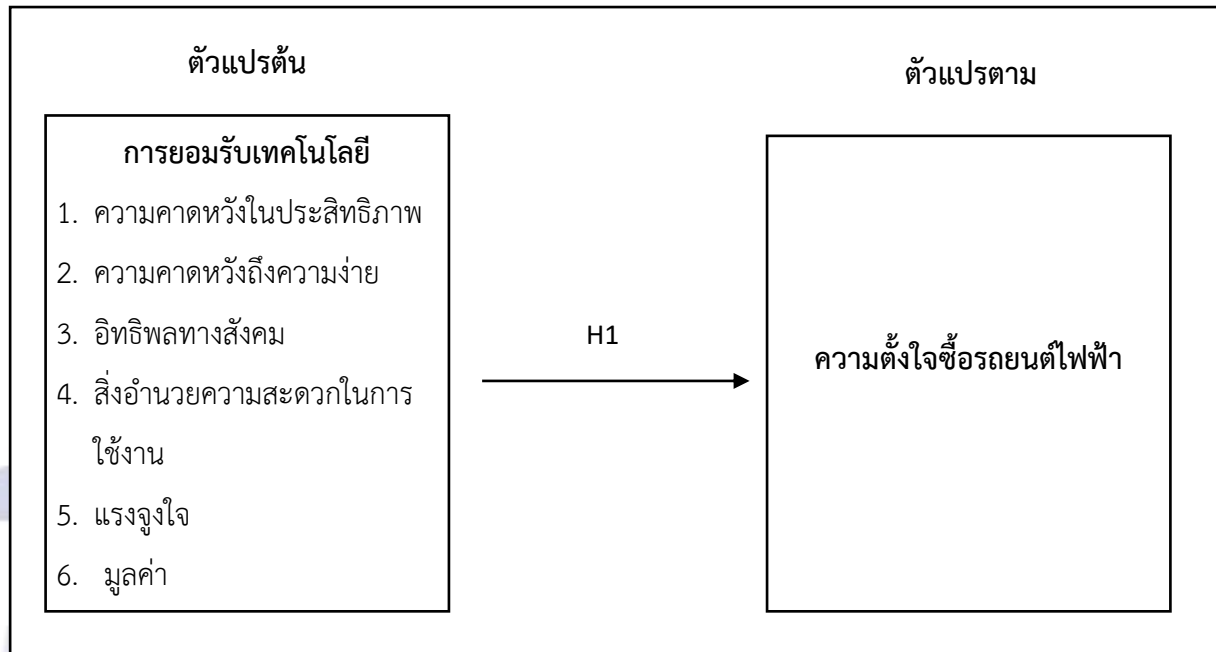 ตัวแปรต้น
การยอมรับเทคโนโลยี
1. ความคาดหวังในประสิทธิภาพ
2. ความคาดหวังถึงความง่าย
3. อิทธิพลทางสังคม
4. สิ่งอำนวยความสะดวกในการ
ใช้งาน
5. แรงจูงใจ
6. มูลค่า
H1
ตัวแปรตาม
ความตั้งใจซื้อรถยนต์ไฟฟ้า